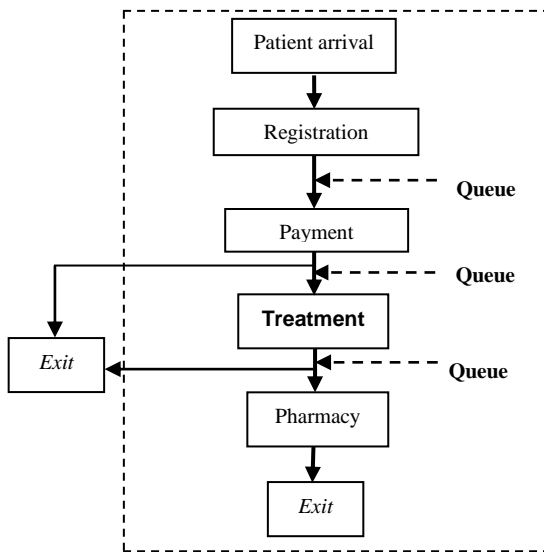 Patient arrival
Registration
Queue
Payment
Queue
Treatment
Exit
Queue
Pharmacy
Exit